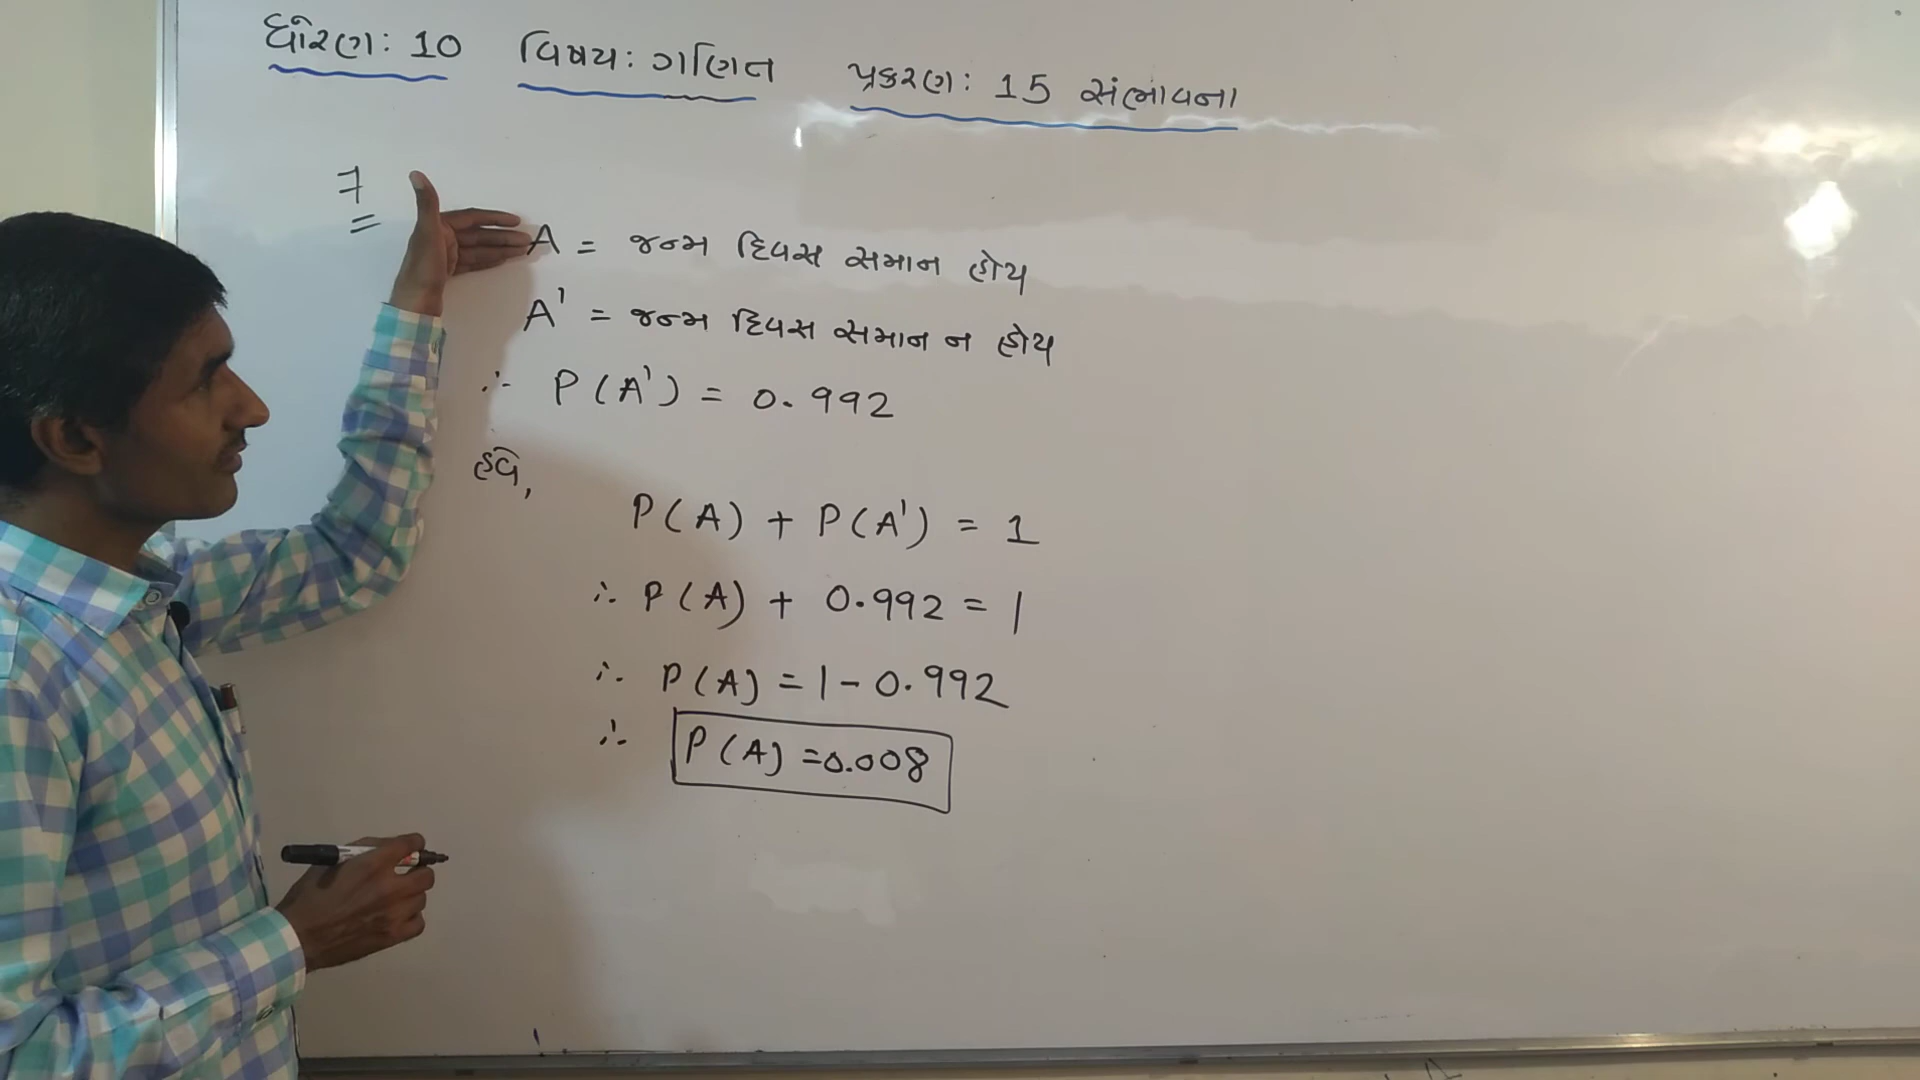 ધોરણ: 10 વિષય: ગણિત પ્રકરણ: 15 સંભાવના
7
A = જન્મ દિવસ સમાન હોય
A' = જન્મ દિવસ સમાન ન હોય
∴ P(A') = 0.992
હવે,
P(A) + P(A') = 1
∴ P(A) + 0.992 = 1
∴ P(A) = 1 - 0.992
∴ P(A) = 0.008